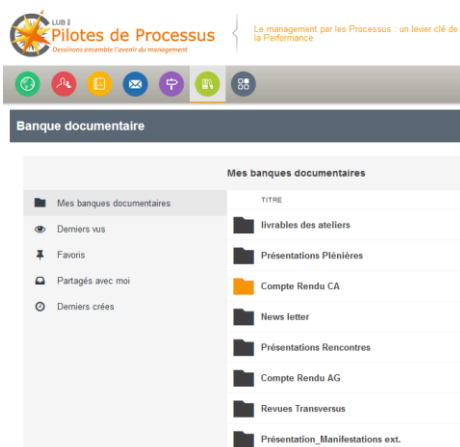 LUB
Pilotes de Processus
Dessinons ensemble l'avenir du management
Le management par les Processus : un levier clé de
la Performance
Banque documentaire
Mes banques documentaires
Mes banques documentaires
Derniers vus
Favoris
Partagés avec moi
Derniers crées
TITRE
livrables des ateliers
Présentations Plénières
Compte Rendu CA
News letter
Présentations Rencontres
Compte Rendu AG
Revues Transversus
Présentation_Manifestations ext.